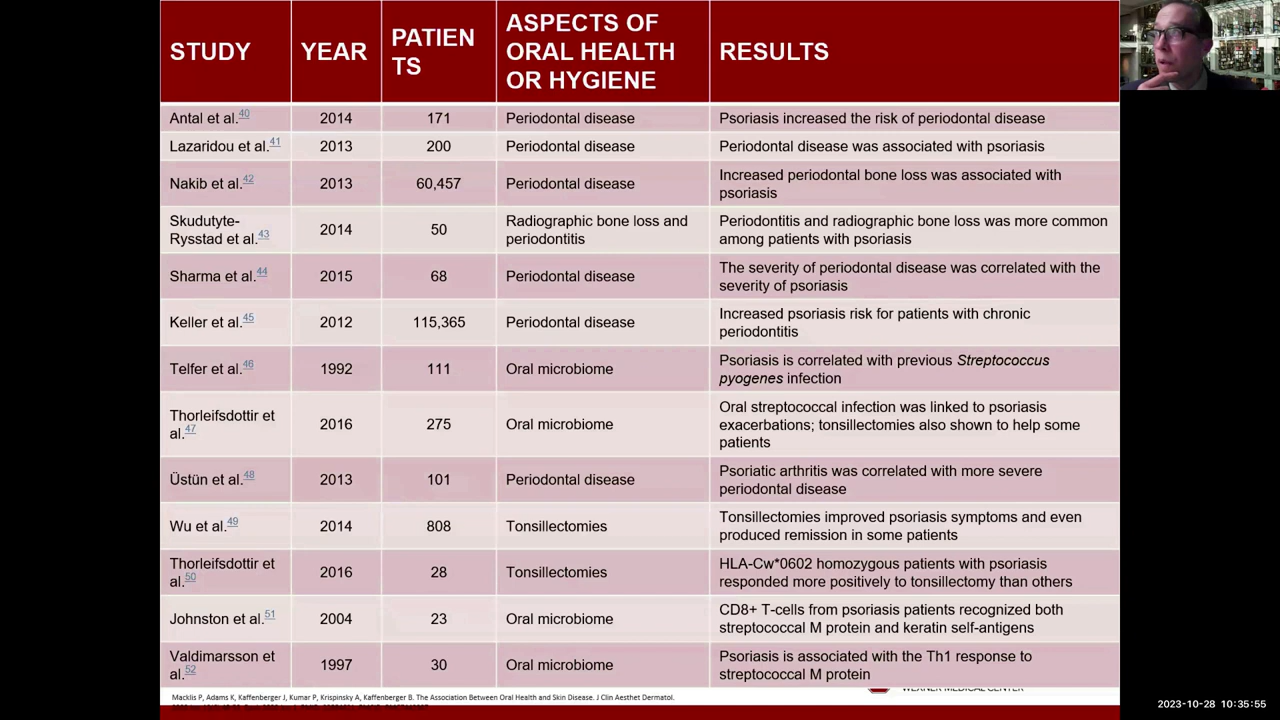 STUDY YEAR PATIEN TS ASPECTS OF ORAL HEALTH OR HYGIENE RESULTS
Antal et al.40 2014 171 Periodontal disease Psoriasis increased the risk of periodontal disease
Lazaridou et al.41 2013 200 Periodontal disease Periodontal disease was associated with psoriasis
Nakib et al.42 2013 60,457 Periodontal disease Increased periodontal bone loss was associated with
psoriasis
Skudutyte-
Rysstad et al.43 2014 50 Radiographic bone loss and
periodontitis Periodontitis and radiographic bone loss was more common
among patients with psoriasis
Sharma et al.44 2015 68 Periodontal disease The severity of periodontal disease was correlated with the
severity of psoriasis
Keller et al.45 2012 115,365 Periodontal disease Increased psoriasis risk for patients with chronic
periodontitis
Telfer et al.46 1992 111 Oral microbiome Psoriasis is correlated with previous Streptococcus
pyogenes infection
Thorleifsdottir et
al.47 2016 275 Oral microbiome Oral streptococcal infection was linked to psoriasis
exacerbations; tonsillectomies also shown to help some
patients
Üstün et al.48 2013 101 Periodontal disease Psoriatic arthritis was correlated with more severe
periodontal disease
Wu et al.49 2014 808 Tonsillectomies Tonsillectomies improved psoriasis symptoms and even
produced remission in some patients
Thorleifsdottir et
al.50 2016 28 Tonsillectomies HLA-Cw*0602 homozygous patients with psoriasis
responded more positively to tonsillectomy than others
Johnston et al.51 2004 23 Oral microbiome CD8+ T-cells from psoriasis patients recognized both
streptococcal M protein and keratin self-antigens
Valdimarsson et
al.52 1997 30 Oral microbiome Psoriasis is associated with the Th1 response to
streptococcal M protein
Macklis P, Adams K, Kaffenberger J, Kumar P, Krispinsky A, Kaffenberger B. The Association Between Oral Health and Skin Disease. J Clin Aesthet Dermatol.
WEXNER MEDICAL CENTER
2023-10-28 10:35:55